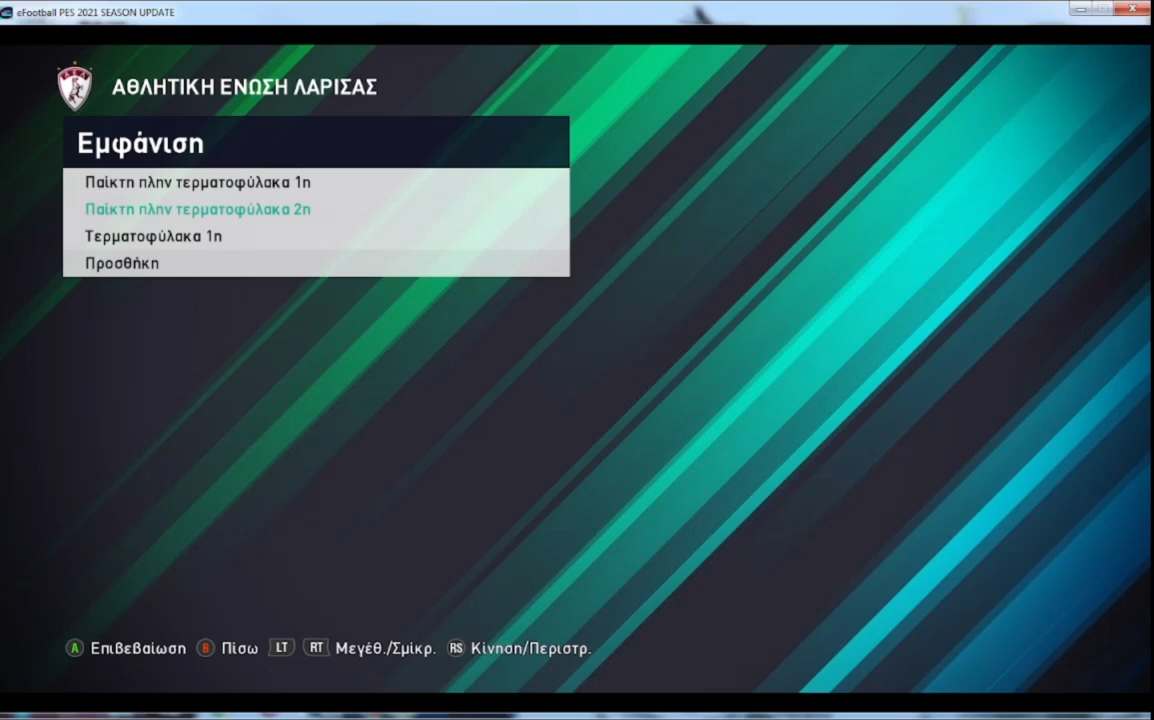 eFootball PES 2021 SEASON UPDATE
ΑΘΛΗΤΙΚΗ ΕΝΩΣΗ ΛΑΡΙΣΑΣ
Εμφάνιση
Παίκτη πλην τερματοφύλακα 1η
Παίκτη πλην τερματοφύλακα 2η
Τερματοφύλακα 1η
Προσθήκη
A Επιβεβαίωση B Πίσω LT RT Μεγέθ./Σμίκρ. RS Κίνηση/Περιστρ.